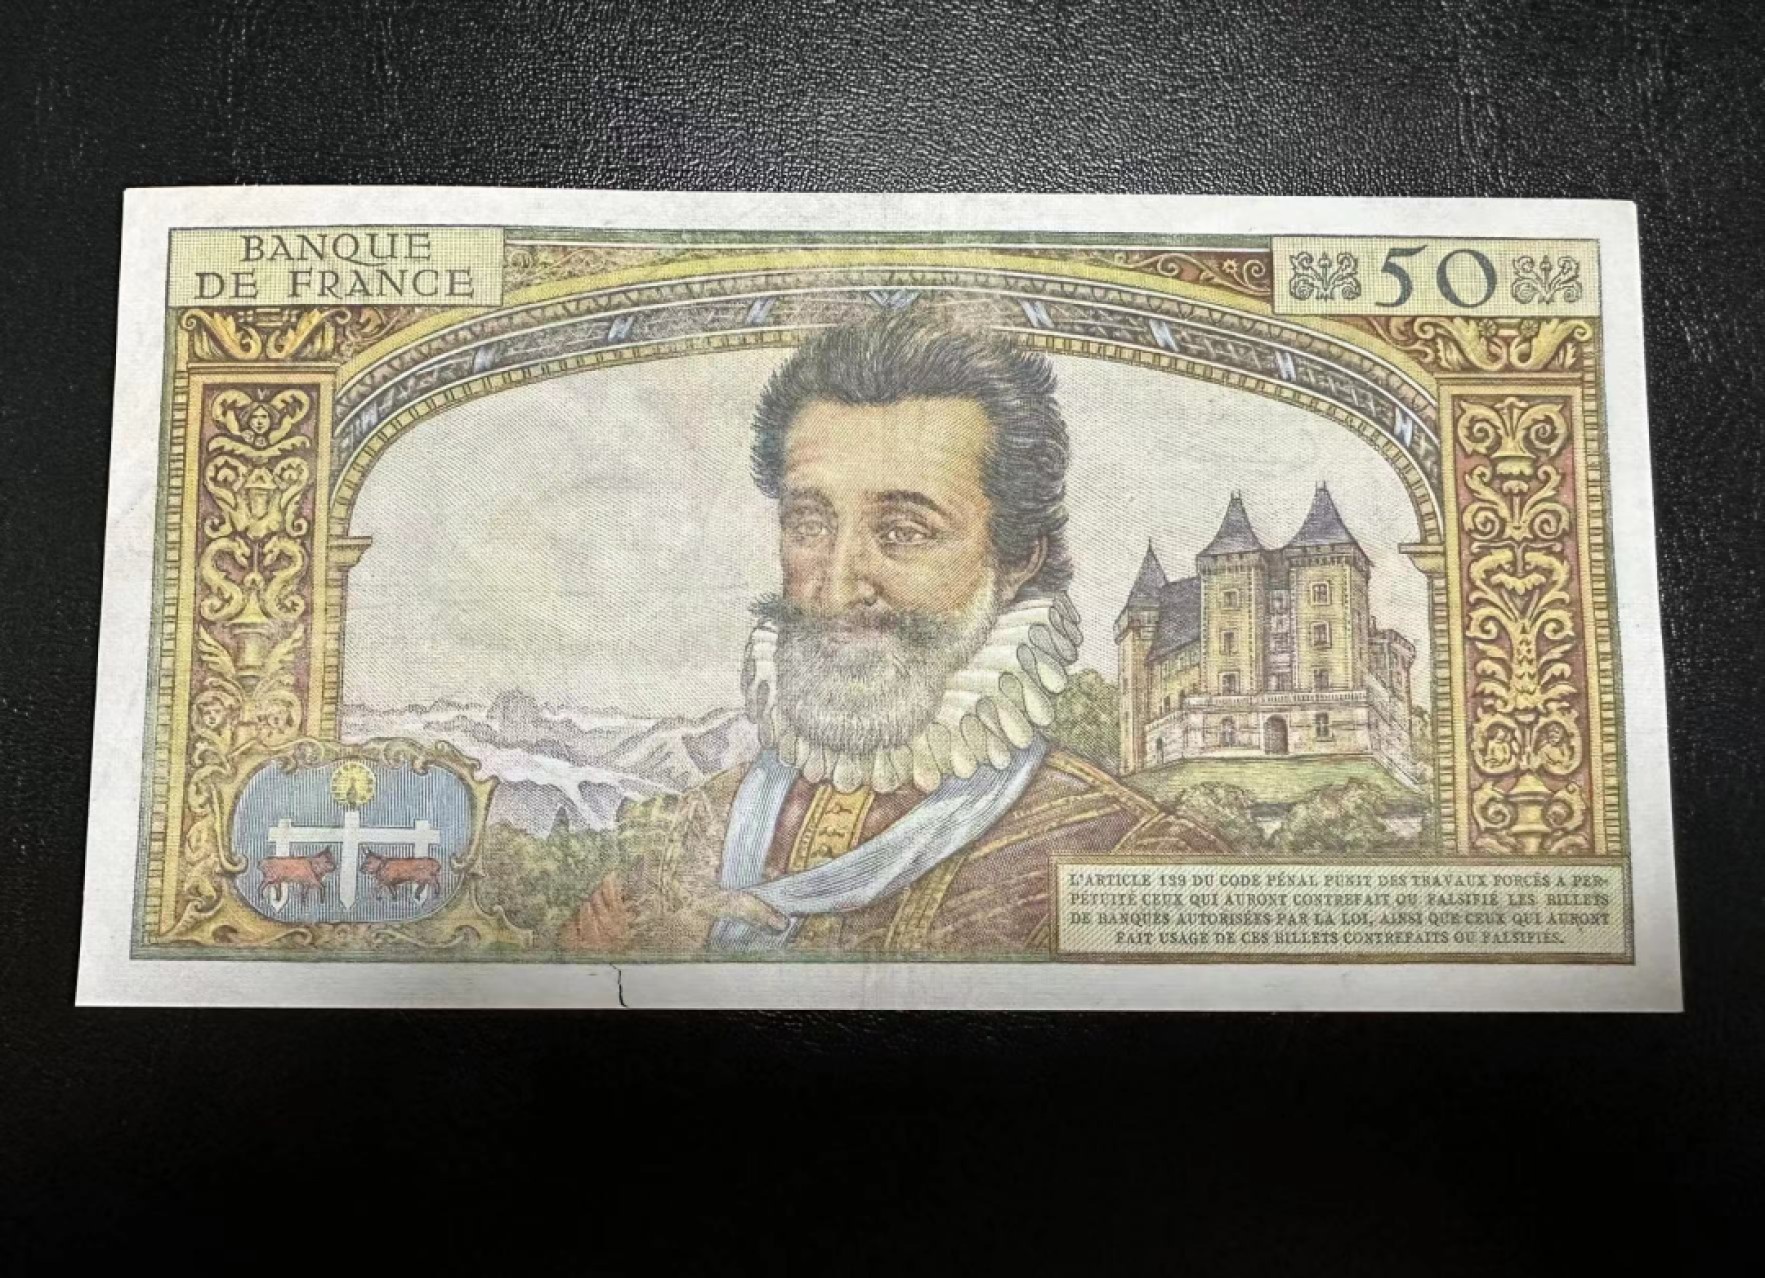 BANQUE
DE FRANCE
50
L'ARTICLE 139 DU CODE PÉNAL PUNIT DES TRAVAUX FORCÉS A PER-
PÉTUITÉ CEUX QUI AURONT CONTREFAIT OU FALSIFIÉ LES BILLETS
DE BANQUES AUTORISÉES PAR LA LOI, AINSI QUE CEUX QUI AURONT
FAIT USAGE DE CES BILLETS CONTREFAITS OU FALSIFIÉS.